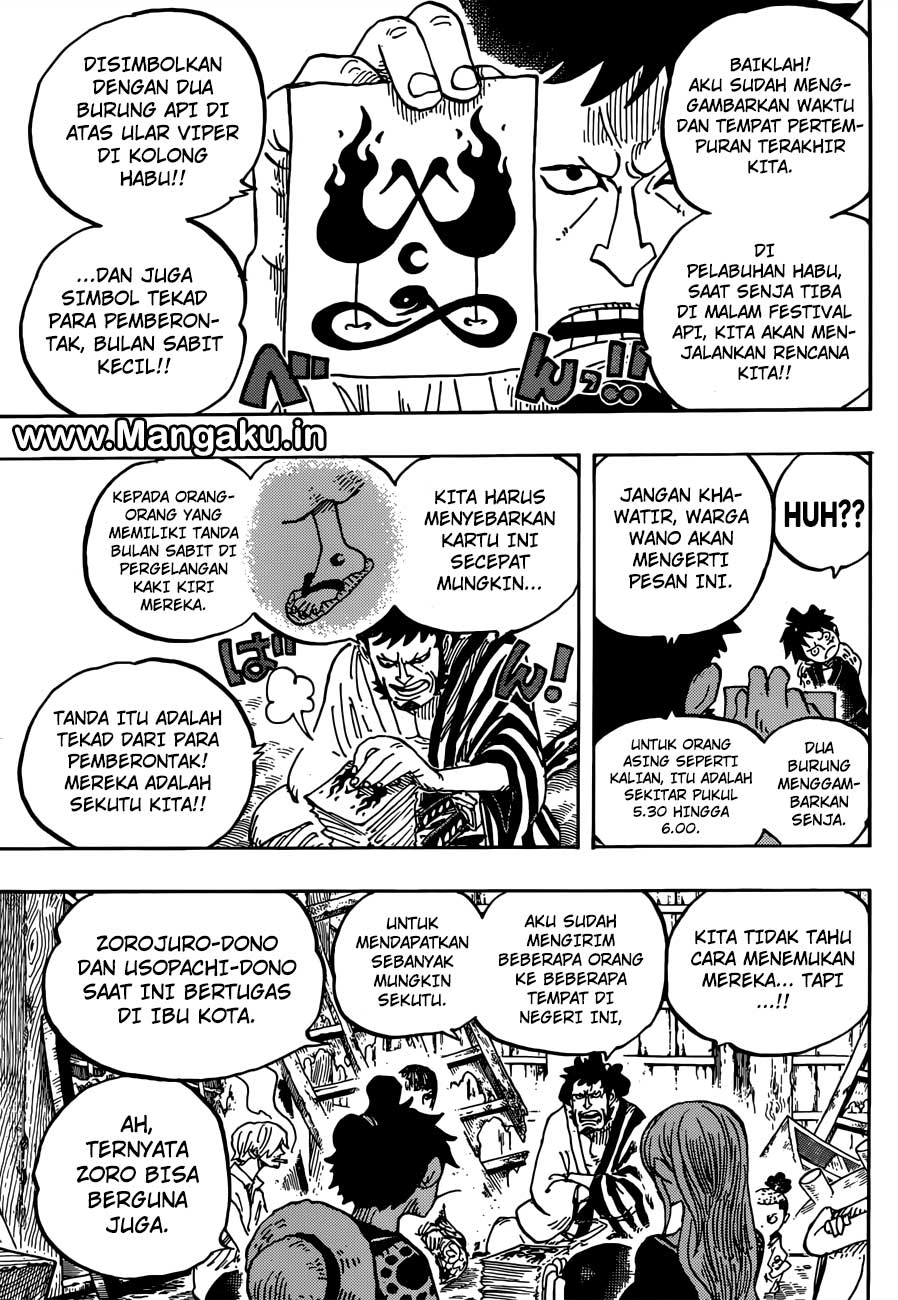 BAIKLAH!
AKU SUDAH MENG-
GAMBARKAN WAKTU
DAN TEMPAT PERTEM-
PURAN TERAKHIR
KITA.
DI
PELABUHAN HABU,
SAAT SENJA TIBA
DI MALAM FESTIVAL
API, KITA AKAN MEN-
JALANKAN RENCANA
KITA!!
DISIMBOLKAN
DENGAN DUA
BURUNG API DI
ATAS ULAR VIPER
DI KOLONG
HABU!!
...DAN JUGA
SIMBOL TEKAD
PARA PEMBERON-
TAK, BULAN SABIT
KECIL!!
べ
ん
っ!!
www.Mangaku.in
HUH??
JANGAN KHA-
WATIR, WARGA
WANO AKAN
MENGERTI
PESAN INI.
DUA
BURUNG
MENGGAM-
BARKAN
SENJA.
UNTUK ORANG
ASING SEPERTI
KALIAN, ITU ADALAH
SEKITAR PUKUL
5.30 HINGGA
6.00.
KITA HARUS
MENYEBARKAN
KARTU INI
SECEPAT
MUNGKIN...
KEPADA ORANG-
ORANG YANG
MEMILIKI TANDA
BULAN SABIT DI
PERGELANGAN
KAKI KIRI
MEREKA.
ば
ん!
TANDA ITU ADALAH
TEKAD DARI PARA
PEMBERONTAK!
MEREKA ADALAH
SEKUTU KITA!!
KITA TIDAK TAHU
CARA MENEMUKAN
MEREKA... TAPI
...!!
AKU SUDAH
MENGIRIM
BEBERAPA ORANG
KE BEBERAPA
TEMPAT DI
NEGERI INI,
UNTUK
MENDAPATKAN
SEBANYAK
MUNGKIN
SEKUTU.
ZOROJURO-DONO
DAN USOPACHI-DONO
SAAT INI BERTUGAS
DI IBU KOTA.
AH,
TERNYATA
ZORO BISA
BERGUNA
JUGA.